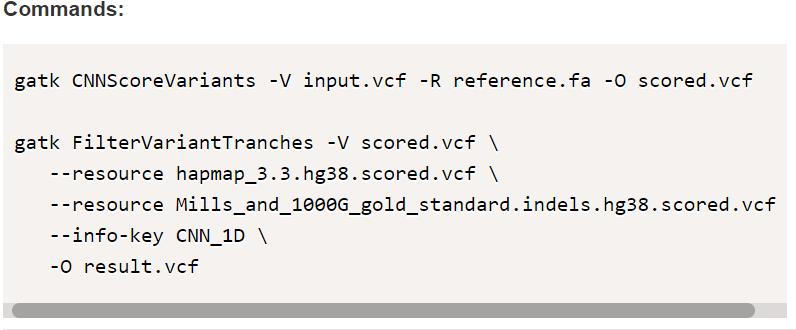 Commands:
gatk CNNScoreVariants -V input.vcf -R reference.fa -O scored.vcf
gatk FilterVariantTranches -V scored.vcf \
--resource hapmap_3.3.hg38.scored.vcf \
--resource Mills_and_1000G_gold_standard.indels.hg38.scored.vcf
--info-key CNN_1D \
-O result.vcf